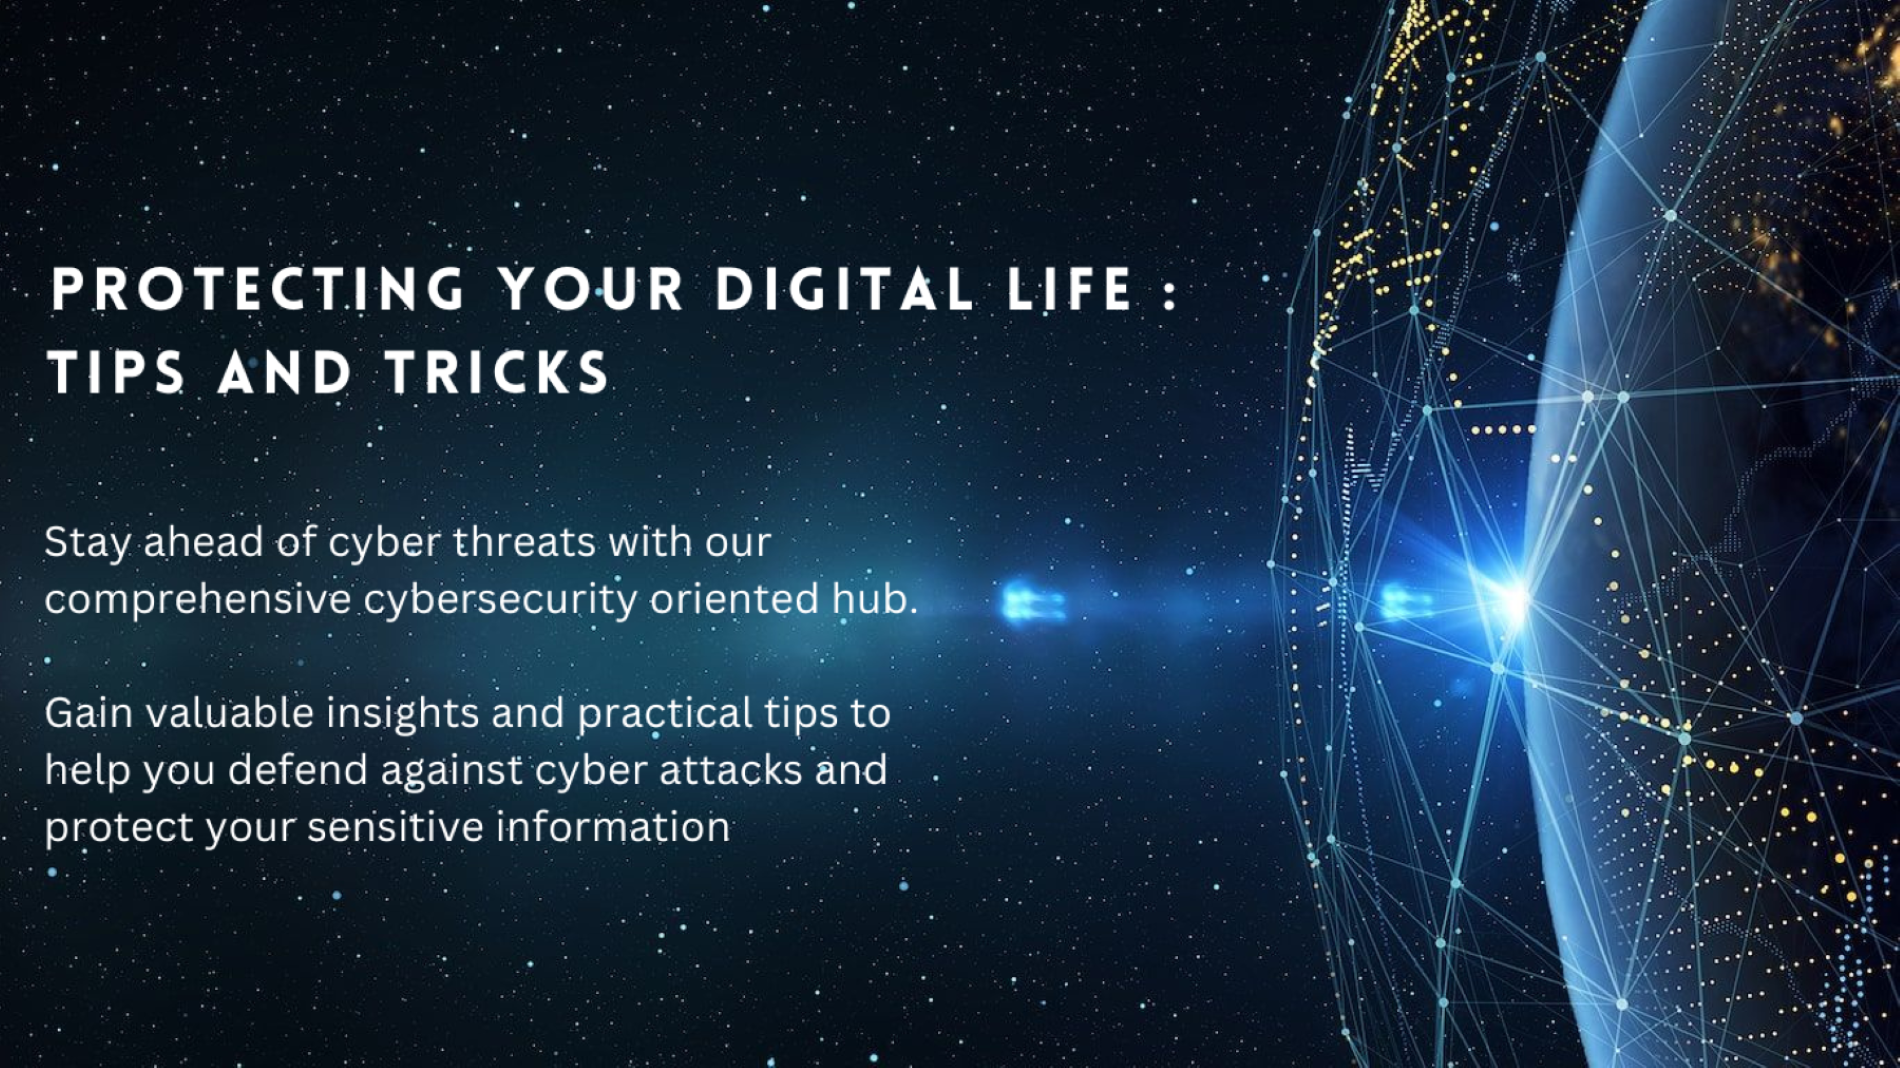 PROTECTING YOUR DIGITAL LIFE :
TIPS AND TRICKS
Stay ahead of cyber threats with our
comprehensive cybersecurity oriented hub.
Gain valuable insights and practical tips to
help you defend against cyber attacks and
protect your sensitive information